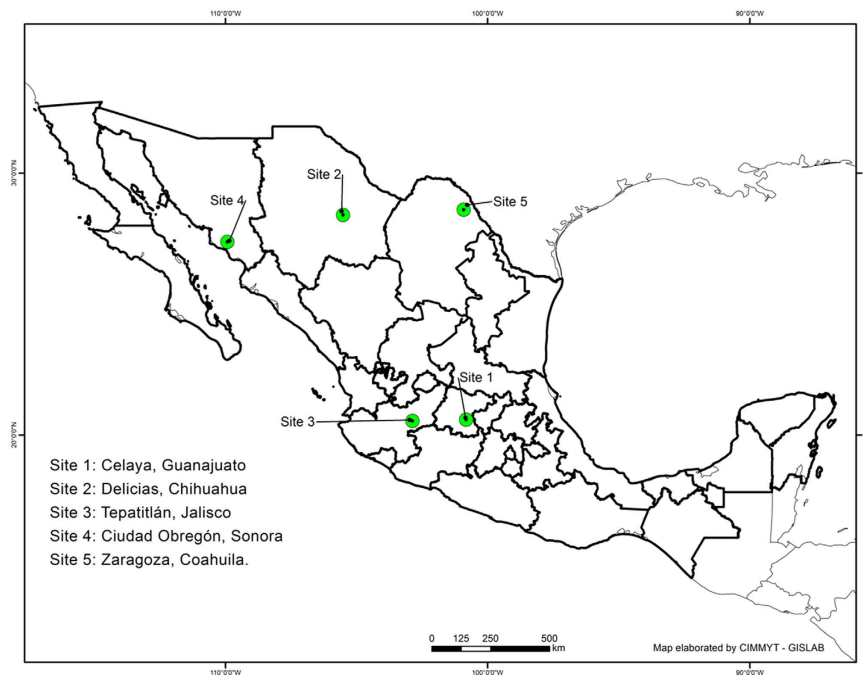 110°0'0"W 100°0'0"W 90°0'0"W
30°0'0"N
20°0'0"N
Site 2
Site 4
Site 5
Site 1
Site 3
Site 1: Celaya, Guanajuato
Site 2: Delicias, Chihuahua
Site 3: Tepatitlán, Jalisco
Site 4: Ciudad Obregón, Sonora
Site 5: Zaragoza, Coahuila.
0 125 250 500
km
Map elaborated by CIMMYT - GISLAB
110°0'0"W 100°0'0"W 90°0'0"W